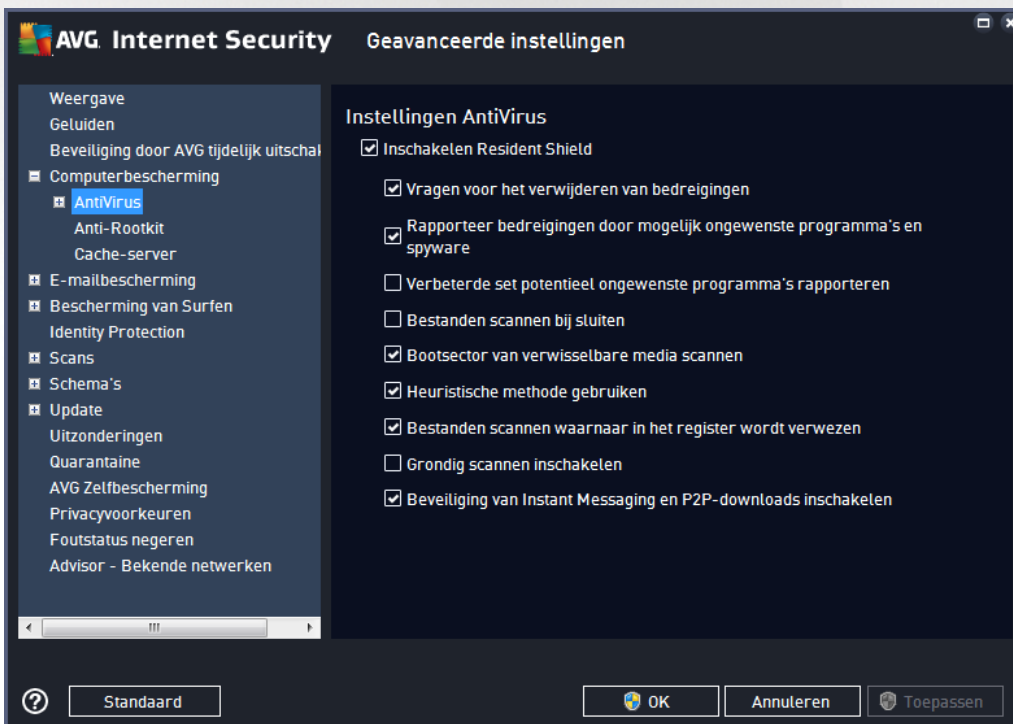 AVG. Internet Security
Geavanceerde instellingen
Weergave
Geluiden
Beveiliging door AVG tijdelijk uitschak
Computerbescherming
AntiVirus
Anti-Rootkit
Cache-server
E-mailbescherming
Bescherming van Surfen
Identity Protection
Scans
Schema's
Update
Uitzonderingen
Quarantaine
AVG Zelfbescherming
Privacyvoorkeuren
Foutstatus negeren
Advisor - Bekende netwerken
Instellingen AntiVirus
Inschakelen Resident Shield
Vragen voor het verwijderen van bedreigingen
Rapporteer bedreigingen door mogelijk ongewenste programma's en
spyware
Verbeterde set potentieel ongewenste programma's rapporteren
Bestanden scannen bij sluiten
Bootsector van verwisselbare media scannen
Heuristische methode gebruiken
Bestanden scannen waarnaar in het register wordt verwezen
Grondig scannen inschakelen
Beveiliging van Instant Messaging en P2P-downloads inschakelen
?
Standaard
OK
Annuleren
Toepassen